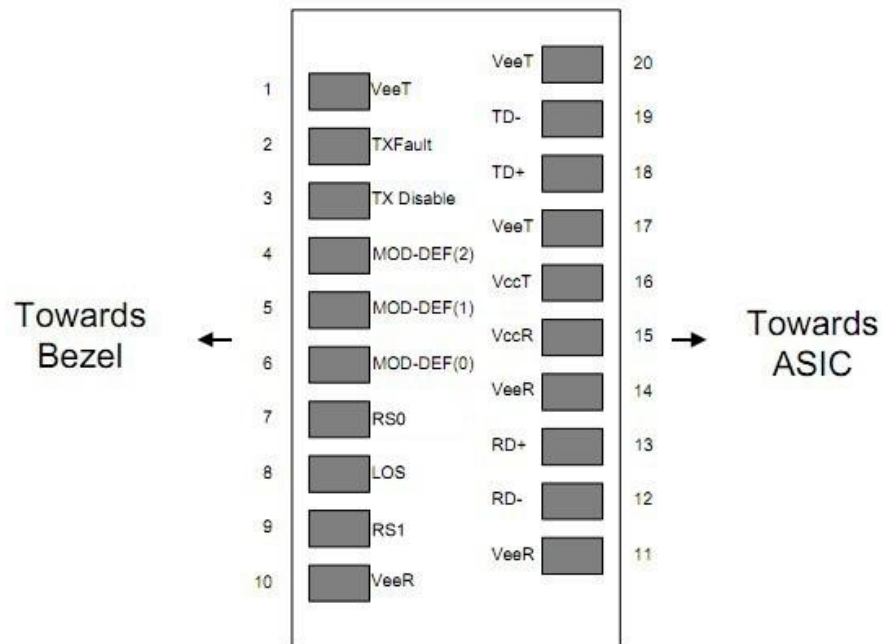 VeeT 20
1 VeeT
TD- 19
2 TXFault
TD+ 18
3 TX Disable
VeeT 17
4 MOD-DEF(2)
VccT 16
5 MOD-DEF(1)
Towards
Bezel
VccR 15
Towards
ASIC
6 MOD-DEF(0)
VeeR 14
7 RS0
RD+ 13
8 LOS
RD- 12
9 RS1
VeeR 11
10 VeeR